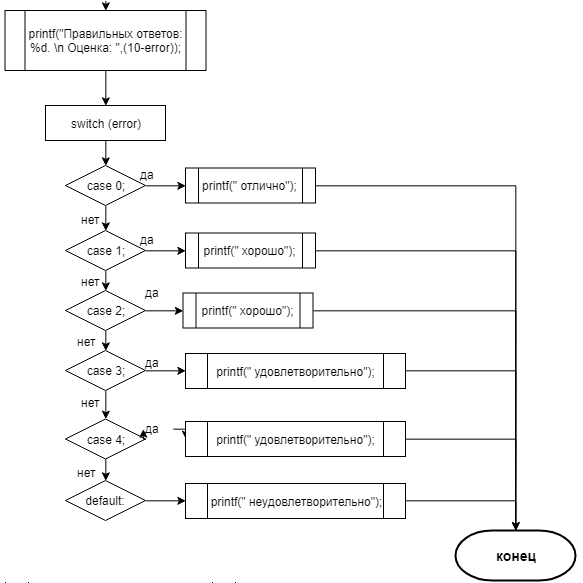 printf("Правильных ответов:
%d. \n Оценка: ",(10-error));
switch (error)
case 0;
да
printf(" отлично");
нет
case 1;
да
printf(" хорошо");
нет
case 2;
да
printf(" хорошо");
нет
case 3;
да
printf(" удовлетворительно");
нет
case 4;
да
printf(" удовлетворительно");
нет
default:
printf(" неудовлетворительно");
конец